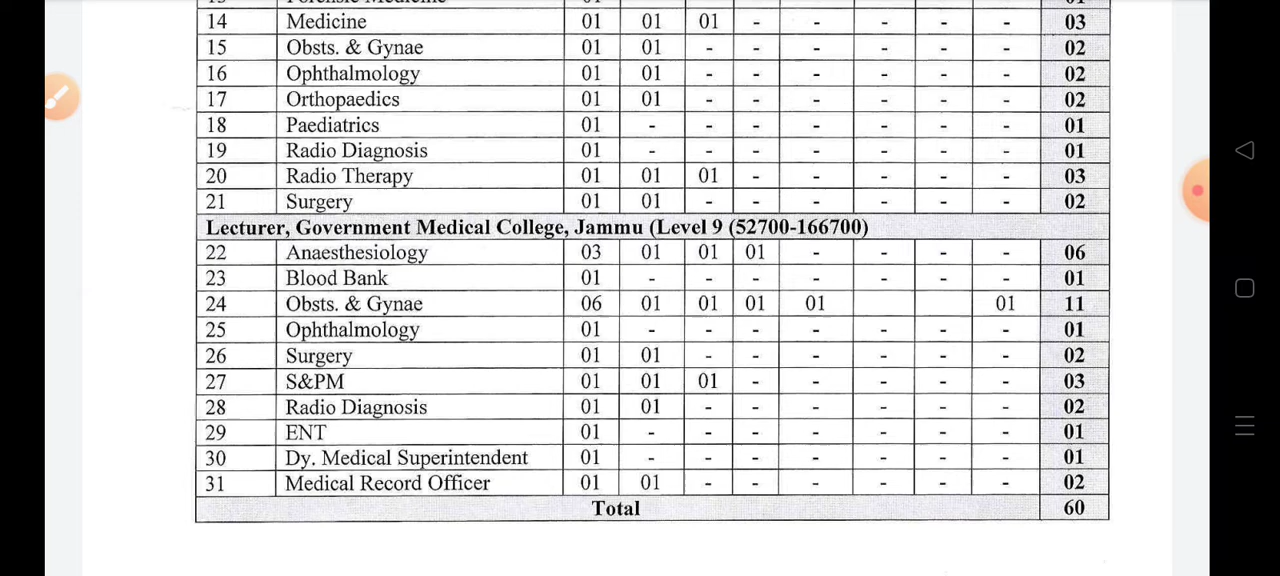 14 Medicine 01 01 01 - - - - - 03
15 Obsts. & Gynae 01 01 - - - - - - 02
16 Ophthalmology 01 01 - - - - - - 02
17 Orthopaedics 01 01 - - - - - - 02
18 Paediatrics 01 - - - - - - - 01
19 Radio Diagnosis 01 - - - - - - - 01
20 Radio Therapy 01 01 01 - - - - - 03
21 Surgery 01 01 - - - - - - 02
Lecturer, Government Medical College, Jammu (Level 9 (52700-166700)
22 Anaesthesiology 03 01 01 01 - - - - 06
23 Blood Bank 01 - - - - - - - 01
24 Obsts. & Gynae 06 01 01 01 01 01 11
25 Ophthalmology 01 - - - - - - - 01
26 Surgery 01 01 - - - - - - 02
27 S&PM 01 01 01 - - - - - 03
28 Radio Diagnosis 01 01 - - - - - - 02
29 ENT 01 - - - - - - - 01
30 Dy. Medical Superintendent 01 - - - - - - - 01
31 Medical Record Officer 01 01 - - - - - - 02
Total 60